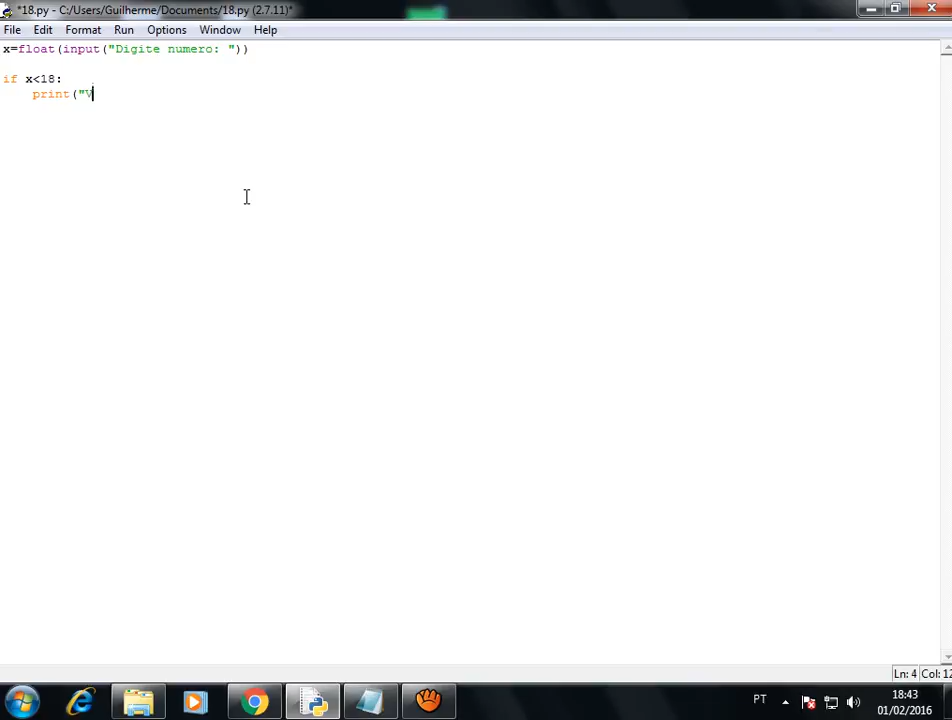 *18.py - C:/Users/Guilherme/Documents/18.py (2.7.11)*
File Edit Format Run Options Window Help
x=float(input("Digite numero: "))
if x<18:
print("V
Ln: 4 Col: 12
PT
18:43
01/02/2016